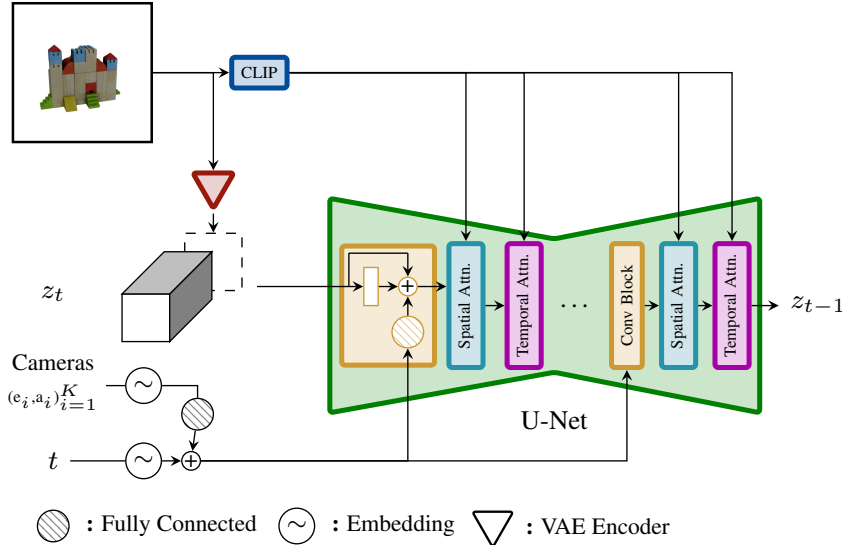 CLIP
z_t
Spatial Attn.
Temporal Attn.
...
Conv Block
Spatial Attn.
Temporal Attn.
z_{t-1}
Cameras
(e_i,a_i)_{i=1}^K
U-Net
t
: Fully Connected
: Embedding
: VAE Encoder